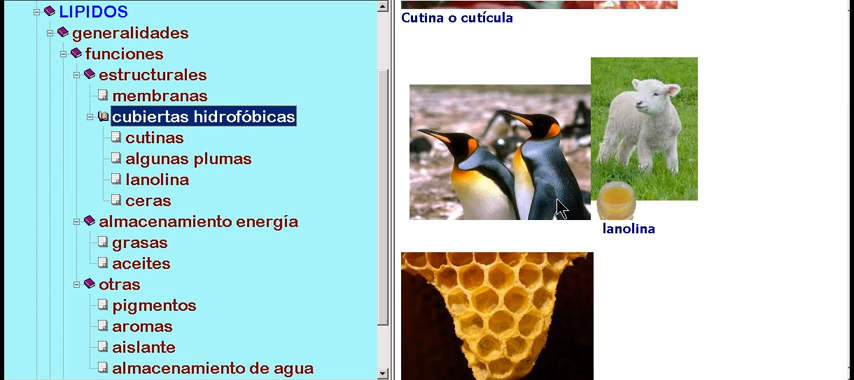 LIPIDOS
generalidades
funciones
estructurales
membranas
cubiertas hidrofóbicas
cutinas
algunas plumas
lanolina
ceras
almacenamiento energía
grasas
aceites
otras
pigmentos
aromas
aislante
almacenamiento de agua
Cutina o cutícula
lanolina